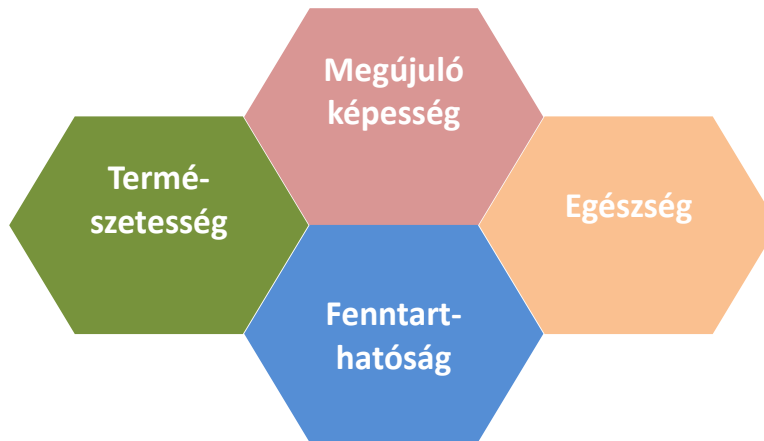 Megújuló
képesség
Termé-
szetesség
Egészség
Fenntart-
hatóság